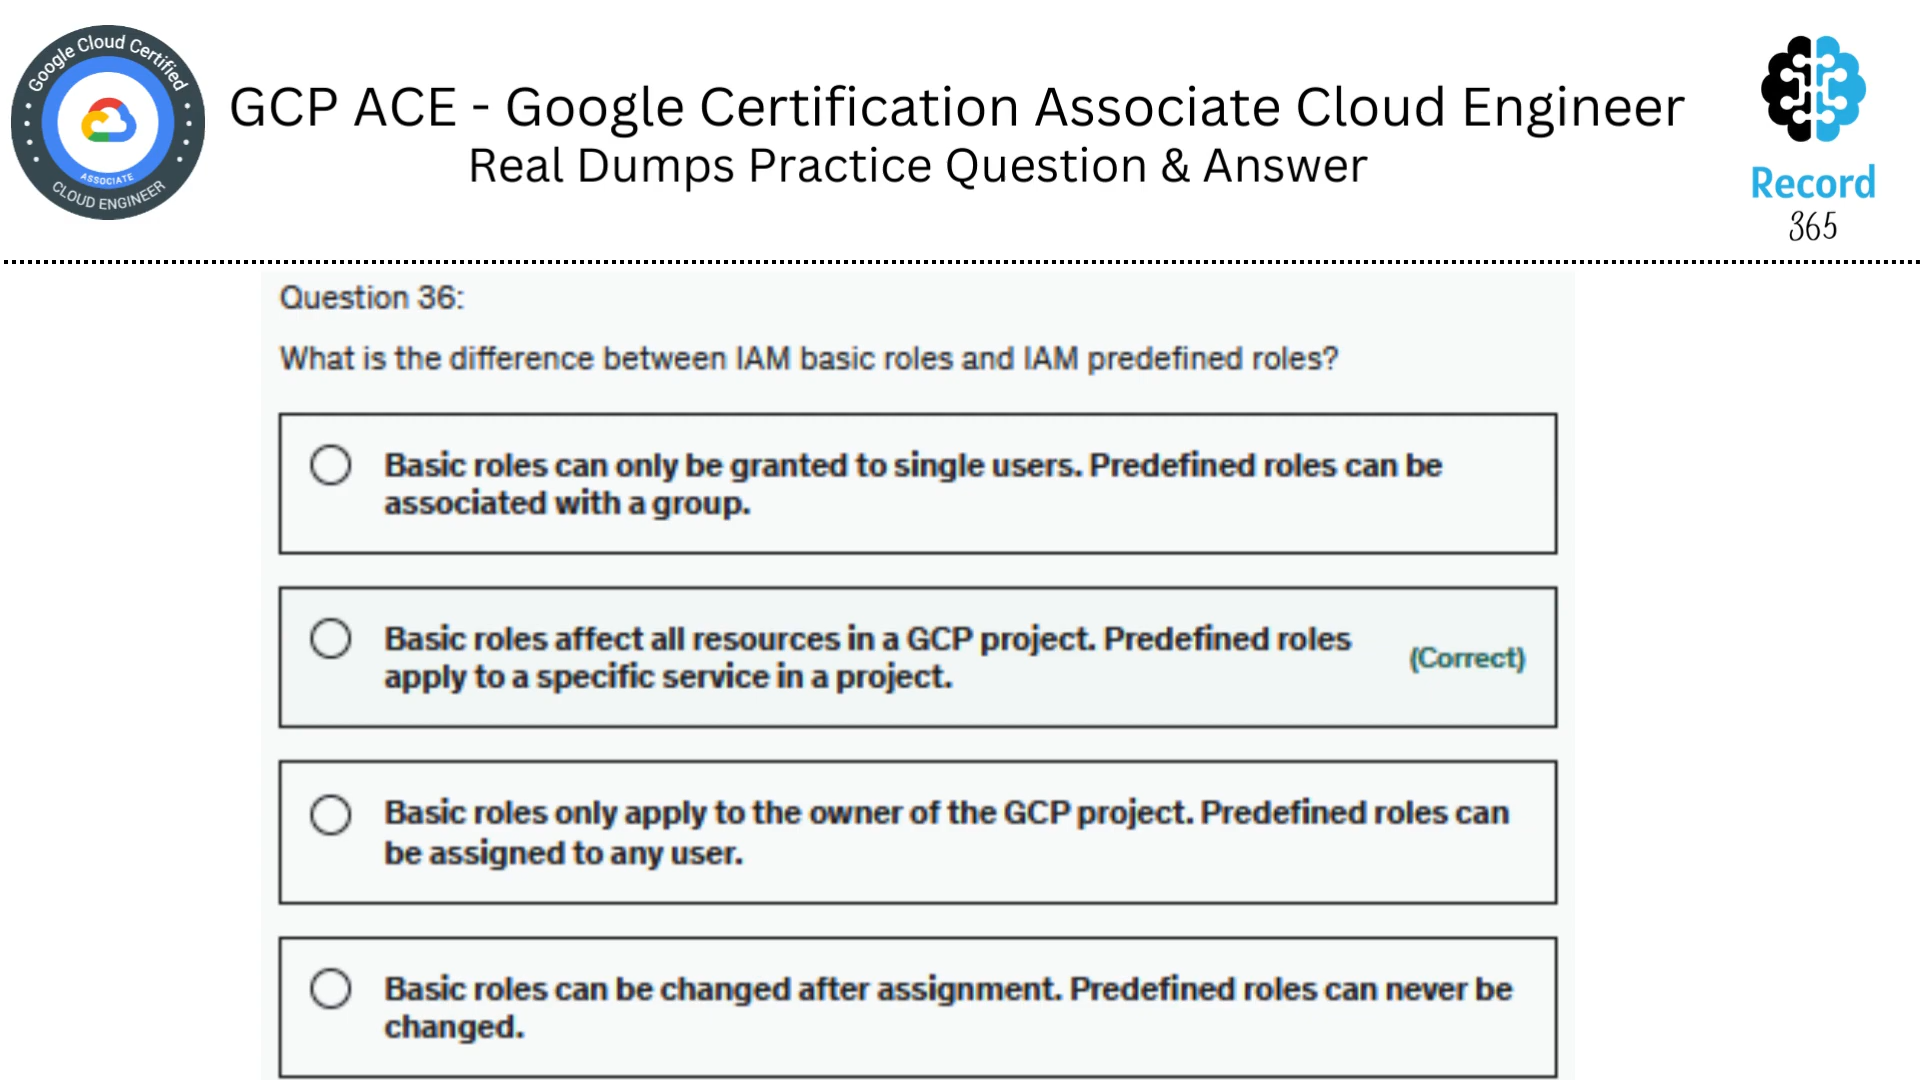 Google Cloud Certified
ASSOCIATE
CLOUD ENGINEER
GCP ACE - Google Certification Associate Cloud Engineer
Real Dumps Practice Question & Answer
Record
365
Question 36:
What is the difference between IAM basic roles and IAM predefined roles?
Basic roles can only be granted to single users. Predefined roles can be
associated with a group.
Basic roles affect all resources in a GCP project. Predefined roles
apply to a specific service in a project.
(Correct)
Basic roles only apply to the owner of the GCP project. Predefined roles can
be assigned to any user.
Basic roles can be changed after assignment. Predefined roles can never be
changed.